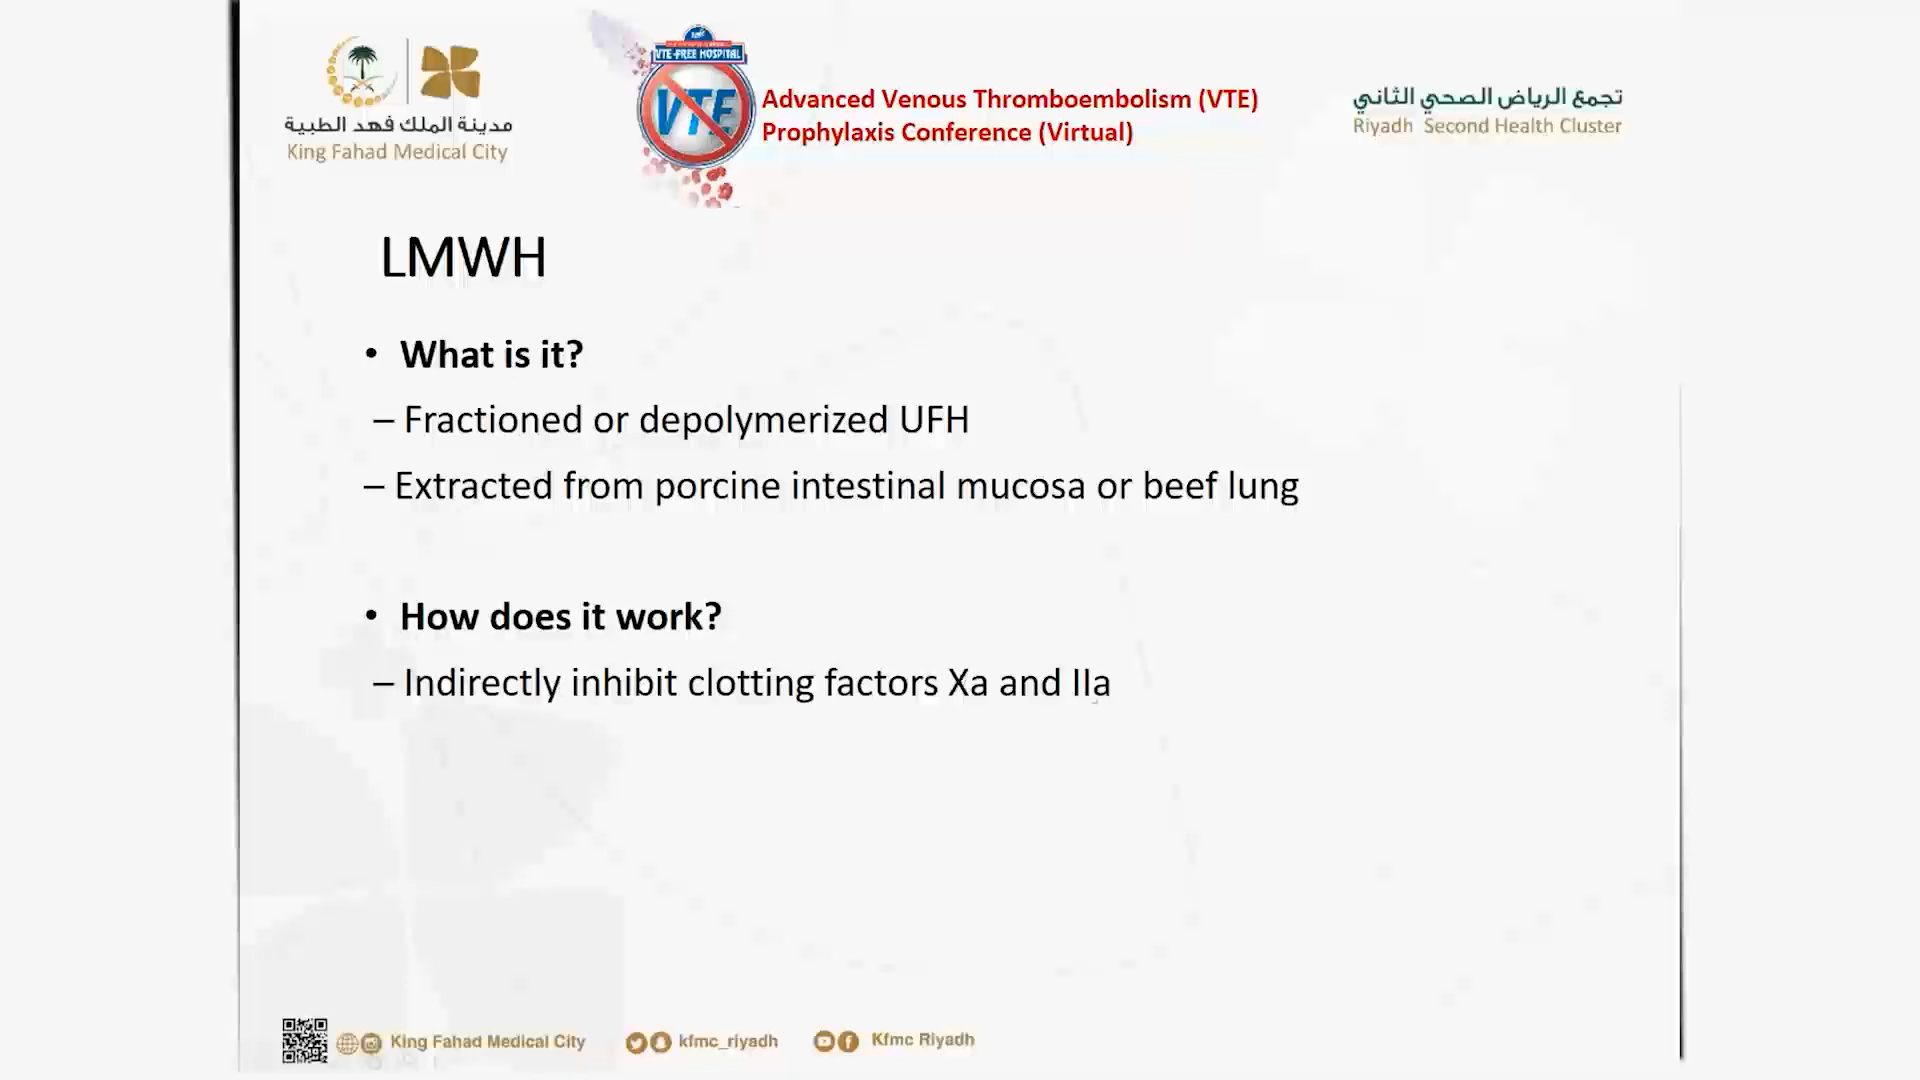 مدينة الملك فهد الطبية
King Fahad Medical City
VTE-FREE HOSPITAL
VTE
Advanced Venous Thromboembolism (VTE)
Prophylaxis Conference (Virtual)
تجمع الرياض الصحي الثاني
Riyadh Second Health Cluster
LMWH
• What is it?
– Fractioned or depolymerized UFH
– Extracted from porcine intestinal mucosa or beef lung
• How does it work?
– Indirectly inhibit clotting factors Xa and IIa
King Fahad Medical City
kfmc_riyadh
Kfmc Riyadh